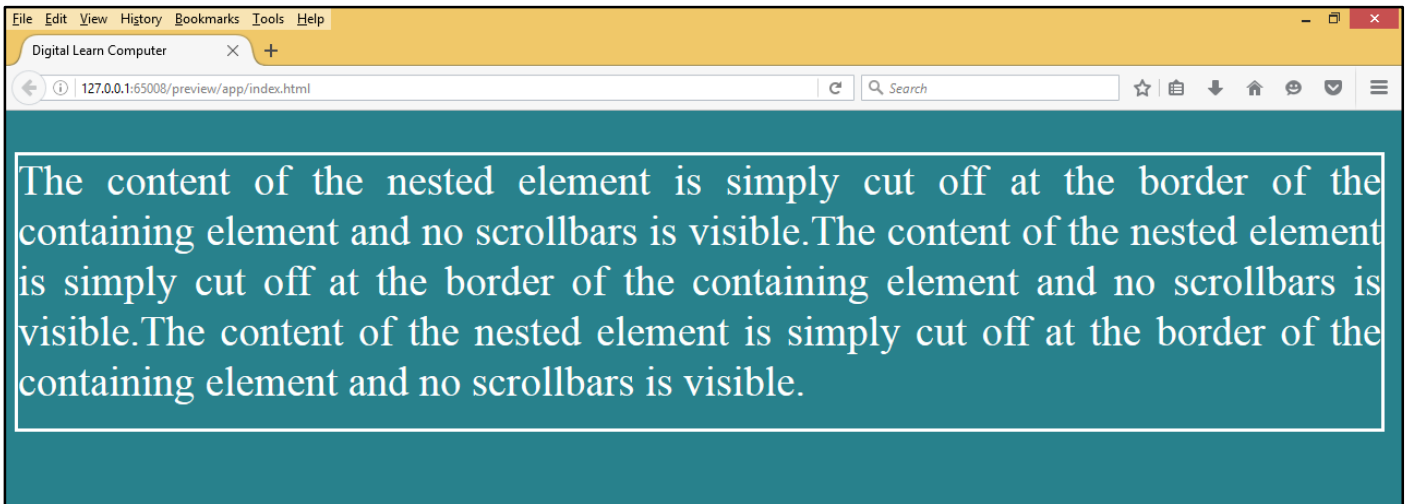 File Edit View History Bookmarks Tools Help
Digital Learn Computer
127.0.0.1:65008/preview/app/index.html Search
The content of the nested element is simply cut off at the border of the
containing element and no scrollbars is visible.The content of the nested element
is simply cut off at the border of the containing element and no scrollbars is
visible.The content of the nested element is simply cut off at the border of the
containing element and no scrollbars is visible.